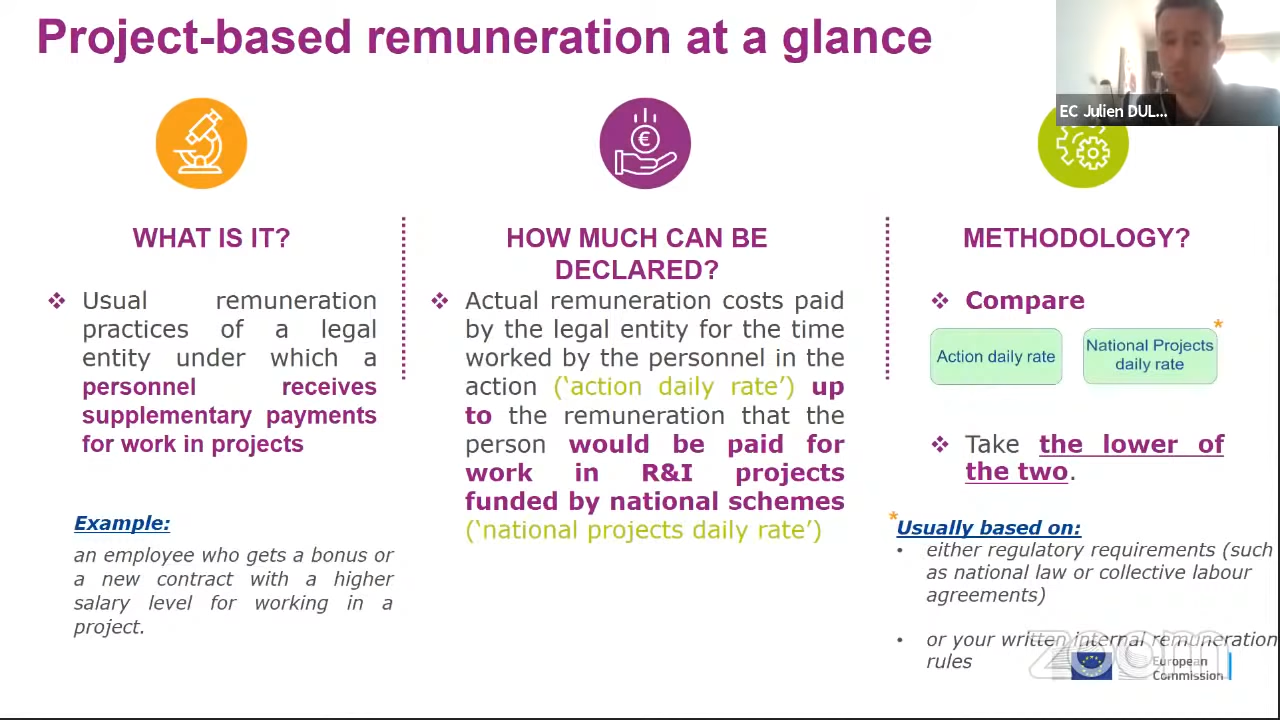 Project-based remuneration at a glance
EC Julien DUL...
€
WHAT IS IT?
❖ Usual remuneration
practices of a legal
entity under which a
personnel receives
supplementary payments
for work in projects
Example:
an employee who gets a bonus or
a new contract with a higher
salary level for working in a
project.
HOW MUCH CAN BE
DECLARED?
❖ Actual remuneration costs paid
by the legal entity for the time
worked by the personnel in the
action (‘action daily rate’) up
to the remuneration that the
person would be paid for
work in R&I projects
funded by national schemes
(‘national projects daily rate’)
METHODOLOGY?
❖ Compare
Action daily rate
National Projects
daily rate
*
❖ Take the lower of
the two.
*Usually based on:
• either regulatory requirements (such
as national law or collective labour
agreements)
• or your written internal remuneration
rules
zoom
European
Commission